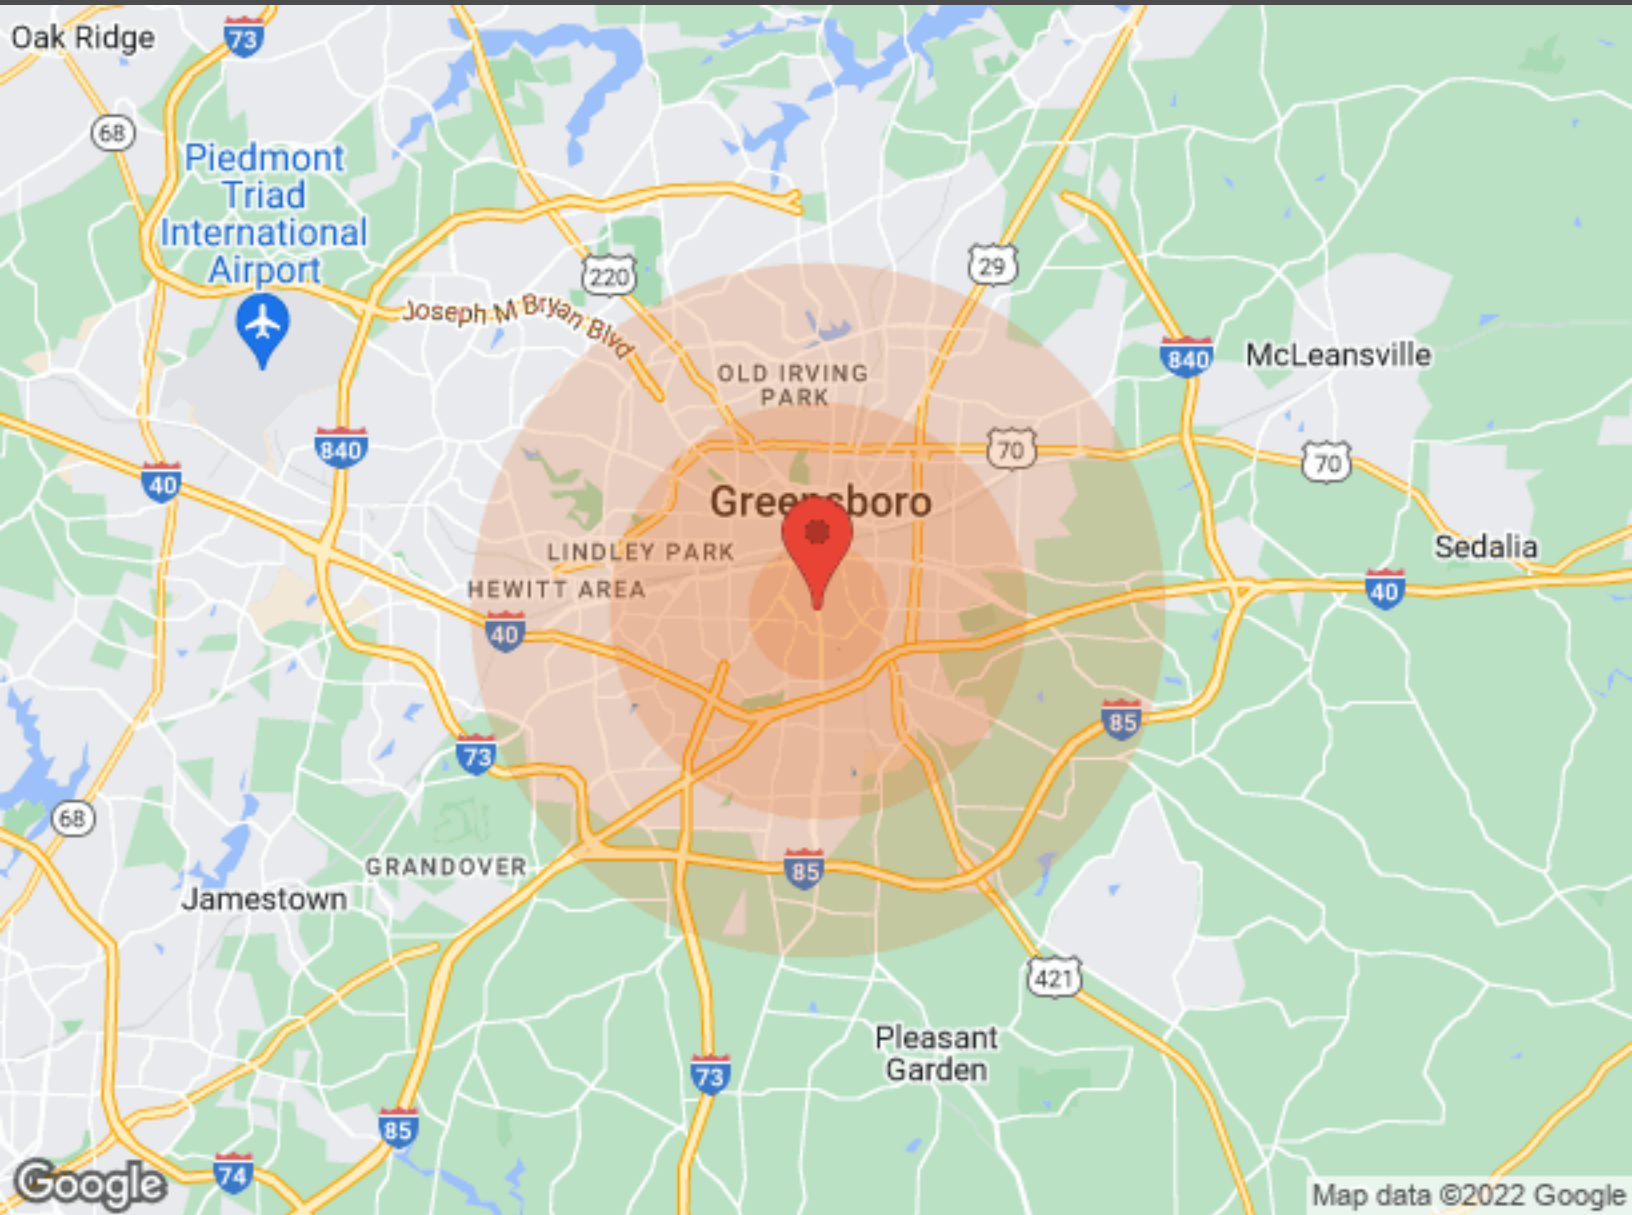 Oak Ridge
73
68
Piedmont
Triad
International
Airport
220
29
Joseph M Bryan Blvd
OLD IRVING
PARK
840
McLeansville
840
70
70
40
Greensboro
LINDLEY PARK
Sedalia
HEWITT AREA
40
40
85
73
68
GRANDOVER
85
Jamestown
421
Pleasant
Garden
73
85
74
Google
Map data ©2022 Google